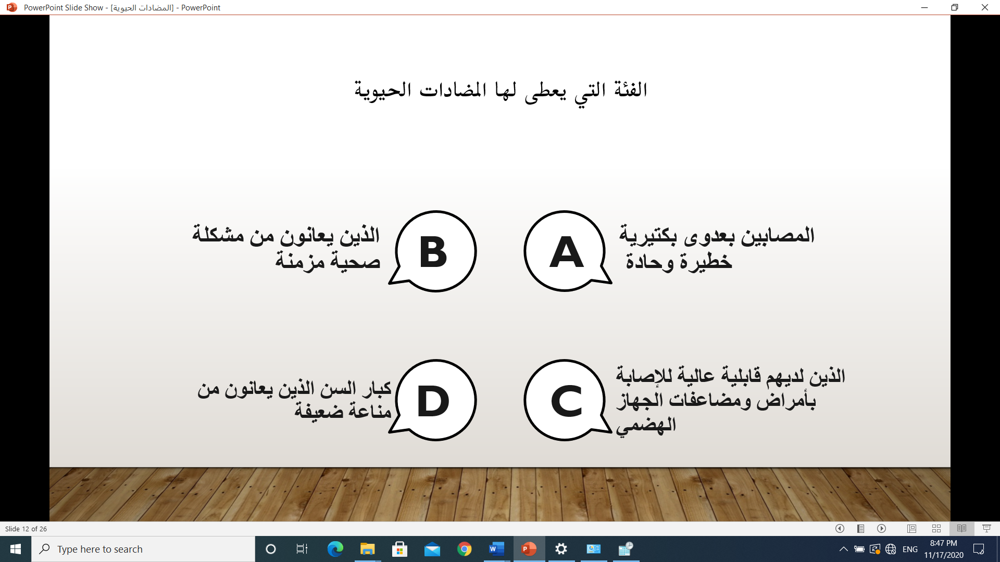 PowerPoint Slide Show - [المضادات الحيوية] - PowerPoint
الفئة التي يعطى لها المضادات الحيوية
A
المصابين بعدوى بكتيرية
خطيرة وحادة
B
الذين يعانون من مشكلة
صحية مزمنة
C
الذين لديهم قابلية عالية للإصابة
بأمراض ومضاعفات الجهاز
الهضمي
D
كبار السن الذين يعانون من
مناعة ضعيفة
Slide 12 of 26
Type here to search
ENG
8:47 PM
11/17/2020